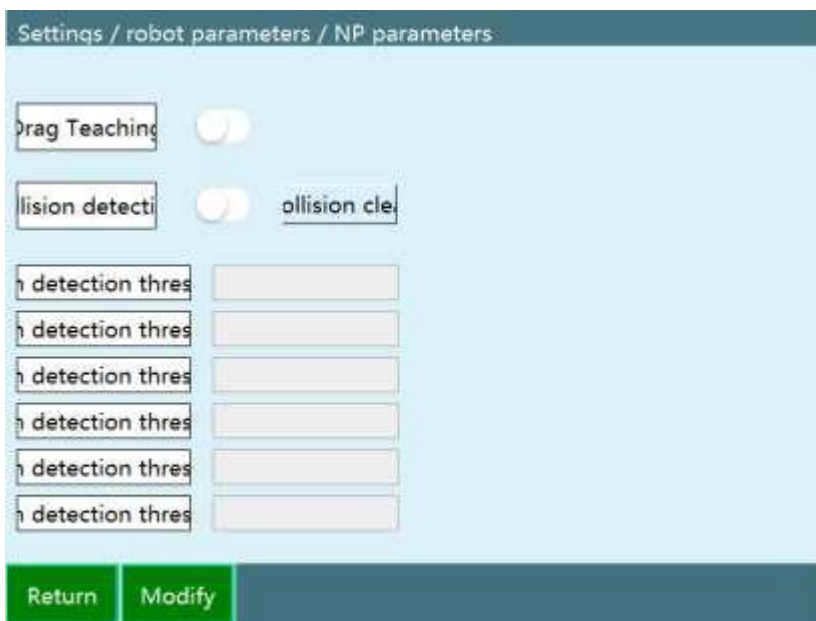 Settings / robot parameters / NP parameters
Drag Teaching
llision detecti
ollision cle
n detection thres
n detection thres
n detection thres
n detection thres
n detection thres
n detection thres
Return Modify